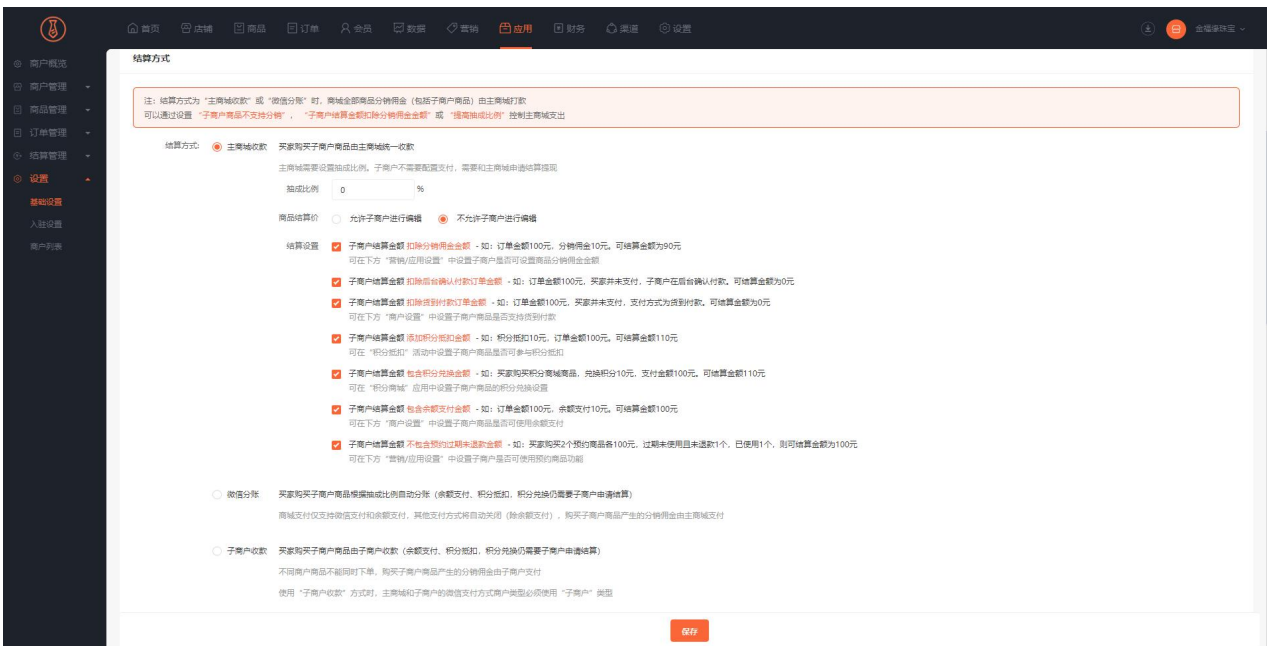 首页 店铺 商品 订单 会员 数据 营销 应用 财务 渠道 设置
商户概览
商户管理
商品管理
订单管理
结算管理
设置
基础设置
入驻设置
商户列表
结算方式
注：结算方式为“主商城收款”或“微信分账”时，商城全部商品分销佣金（包括子商户商品）由主商城打款
可以通过设置 “子商户商品不支持分销”， “子商户结算金额扣除分销佣金金额”或 “提高抽成比例”控制主商城支出
结算方式: 主商城收款 买家购买子商户商品由主商城统一收款
主商城需要设置抽成比例。子商户不需要配置支付，需要和主商城申请结算提现
抽成比例 0 %
商品结算价 允许子商户进行编辑 不允许子商户进行编辑
结算设置 子商户结算金额 扣除分销佣金金额 - 如：订单金额100元，分销佣金10元。可结算金额为90元
可在下方“营销/应用设置”中设置子商户是否可设置商品分销佣金金额
子商户结算金额 扣除后台确认付款订单金额 - 如：订单金额100元，买家并未支付，子商户在后台确认付款。可结算金额为0元
子商户结算金额 扣除货到付款订单金额 - 如：订单金额100元，买家并未支付，支付方式为货到付款。可结算金额为0元
可在下方“商户设置”中设置子商户商品是否支持货到付款
子商户结算金额 添加积分抵扣金额 - 如：积分抵扣10元，订单金额100元。可结算金额110元
可在“积分抵扣”活动中设置子商户商品是否可参与积分抵扣
子商户结算金额 包含积分兑换金额 - 如：买家购买积分商城商品，兑换积分10元，支付金额100元。可结算金额110元
可在“积分商城”应用中设置子商户商品的积分兑换设置
子商户结算金额 包含余额支付金额 - 如：订单金额100元，余额支付10元。可结算金额100元
可在下方“商户设置”中设置子商户商品是否可使用余额支付
子商户结算金额 不包含预约过期未退款金额 - 如：买家购买2个预约商品各100元，过期未使用且未退款1个，已使用1个，则可结算金额为100元
可在下方“营销/应用设置”中设置子商户是否可使用预约商品功能
微信分账 买家购买子商户商品根据抽成比例自动分账（余额支付、积分抵扣，积分兑换仍需要子商户申请结算）
商城支付仅支持微信支付和余额支付，其他支付方式将自动关闭（除余额支付），购买子商户商品产生的分销佣金由主商城支付
子商户收款 买家购买子商户商品由子商户收款（余额支付、积分抵扣，积分兑换仍需要子商户申请结算）
不同商户商品不能同时下单，购买子商户商品产生的分销佣金由子商户支付
使用“子商户收款”方式时，主商城和子商户的微信支付方式商户类型必须使用“子商户”类型
保存